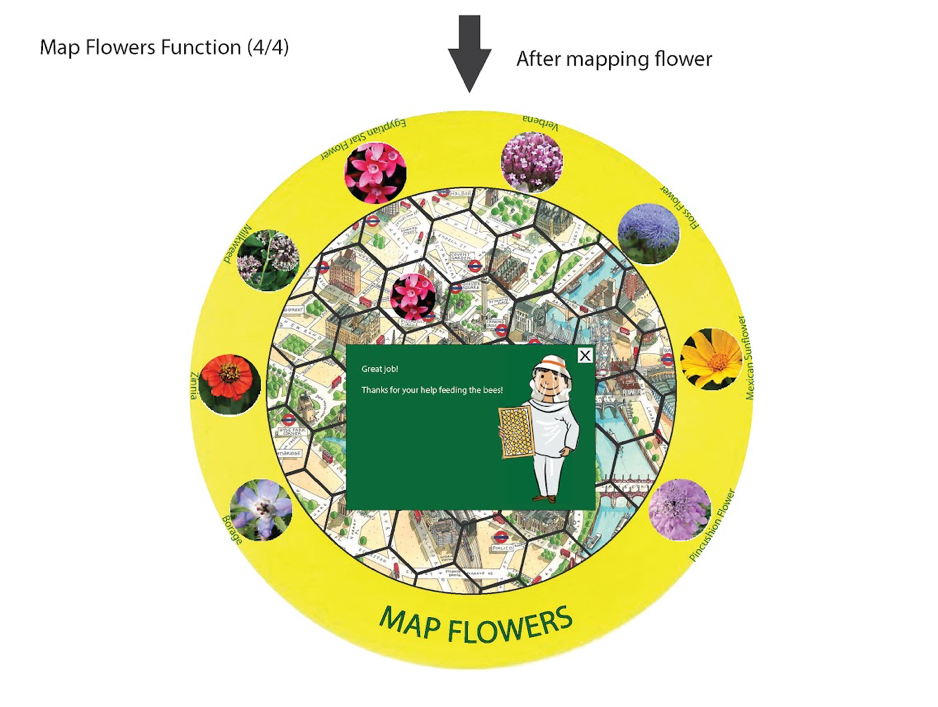 Map Flowers Function (4/4)
After mapping flower
Egyptian Star Flower
Verbena
Floss Flower
Milkweed
Mexican Sunflower
Zinnia
Borage
Pincushion Flower
Great job!
Thanks for your help feeding the bees!
X
PIMLICO
MAP FLOWERS